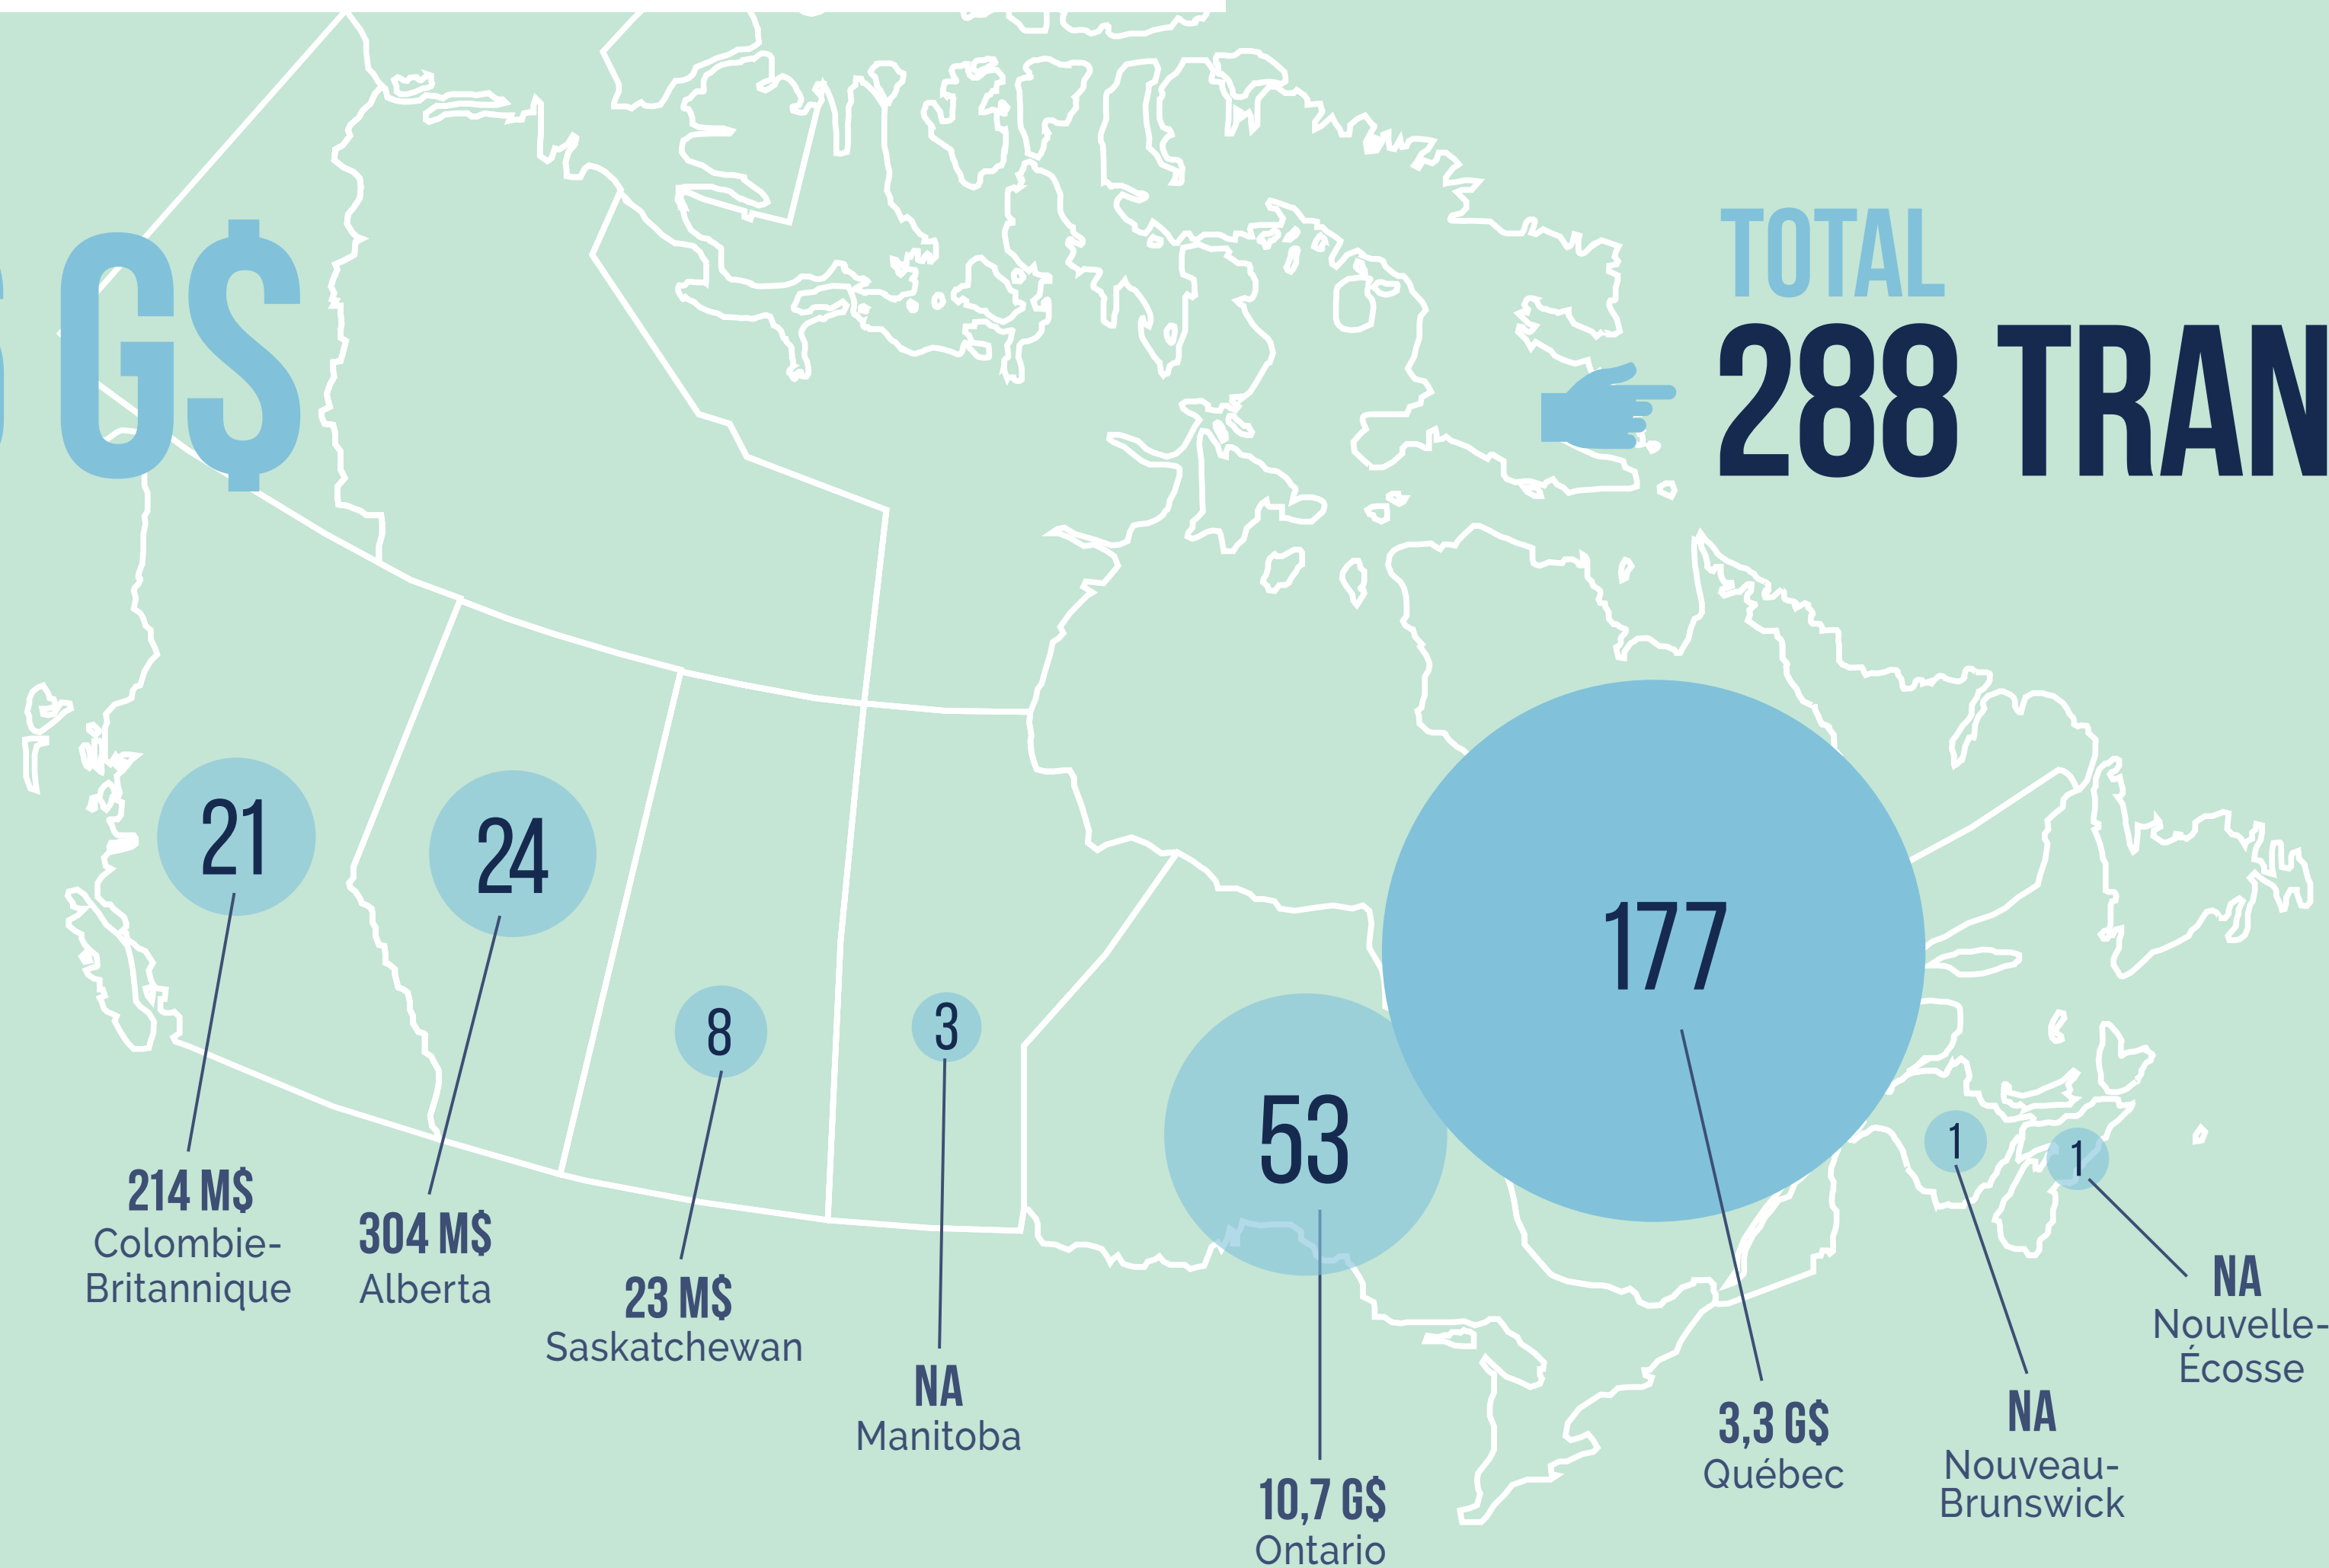 G$
TOTAL
288 TRAN
21
24
8
3
53
177
1
1
214 M$
Colombie-
Britannique
304 M$
Alberta
23 M$
Saskatchewan
NA
Manitoba
10,7 G$
Ontario
3,3 G$
Québec
NA
Nouveau-
Brunswick
NA
Nouvelle-
Écosse